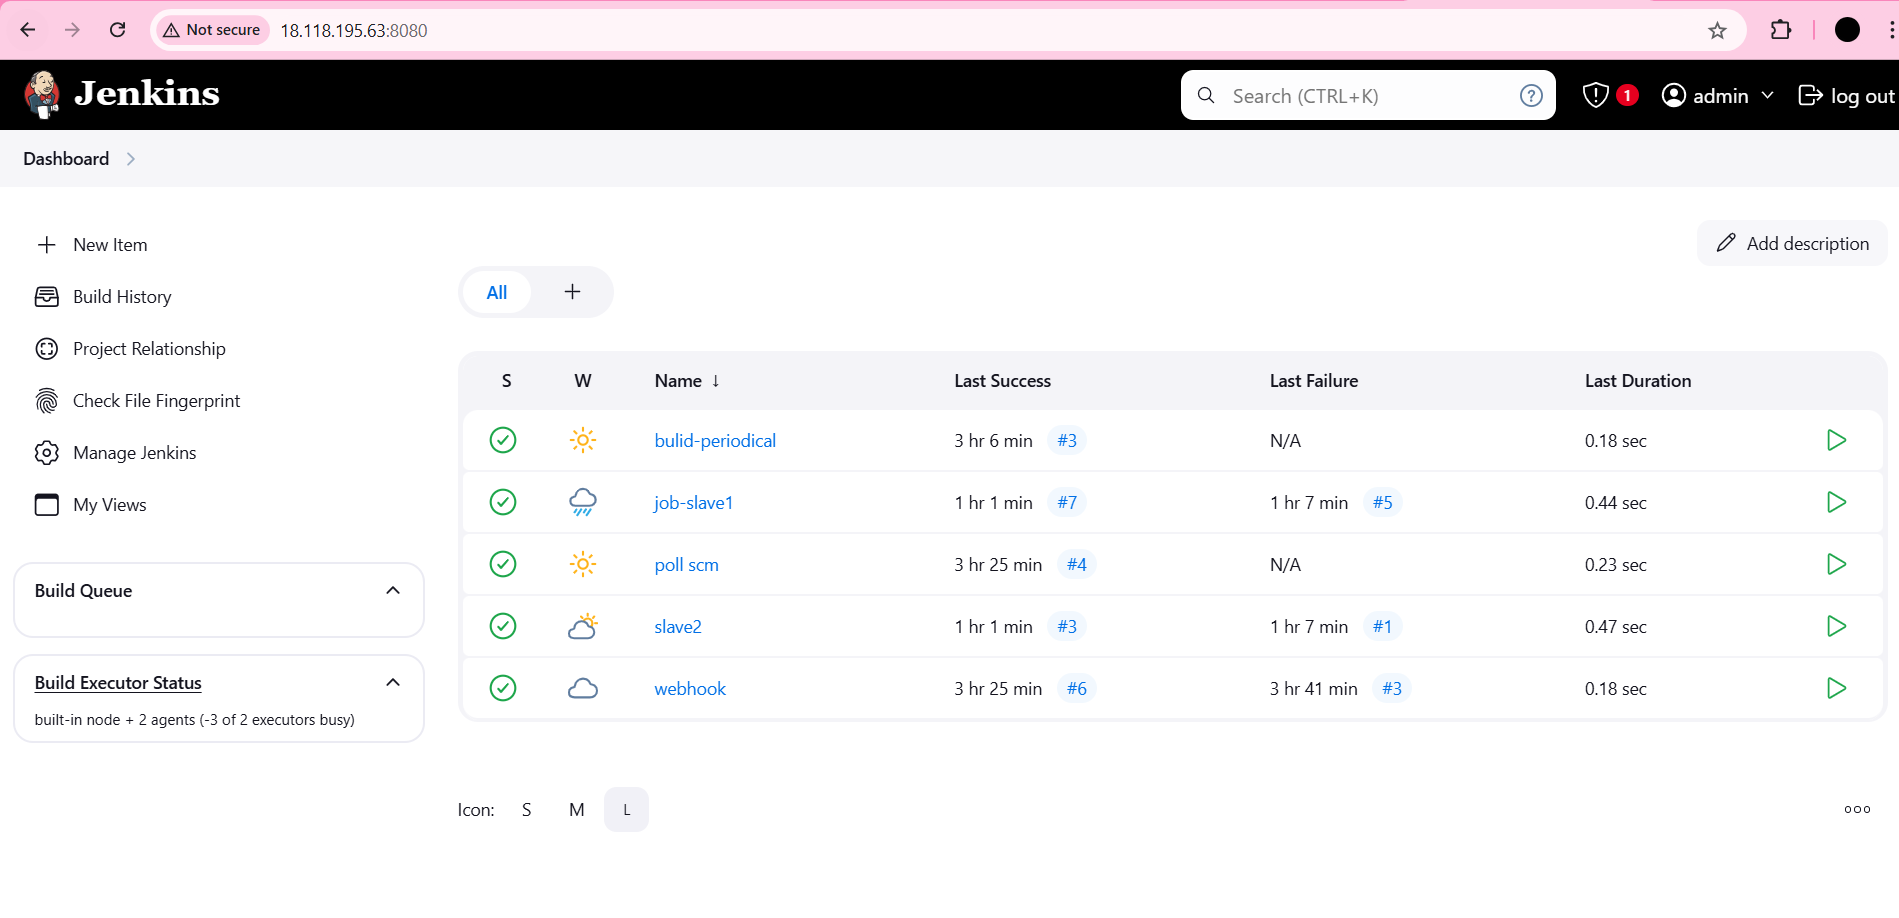 Not secure 18.118.195.63:8080
Jenkins
Search (CTRL+K) ?
1
admin
log out
Dashboard
New Item
Build History
Project Relationship
Check File Fingerprint
Manage Jenkins
My Views
Build Queue
Build Executor Status
built-in node + 2 agents (-3 of 2 executors busy)
Add description
All +
S W Name ↓ Last Success Last Failure Last Duration
bulid-periodical 3 hr 6 min #3 N/A 0.18 sec
job-slave1 1 hr 1 min #7 1 hr 7 min #5 0.44 sec
poll scm 3 hr 25 min #4 N/A 0.23 sec
slave2 1 hr 1 min #3 1 hr 7 min #1 0.47 sec
webhook 3 hr 25 min #6 3 hr 41 min #3 0.18 sec
Icon: S M L